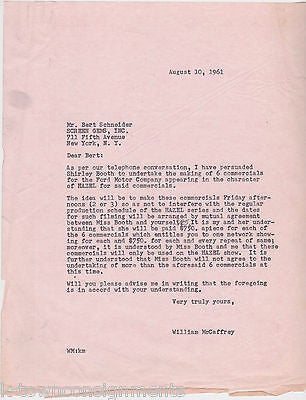 August 10, 1961
Mr. Bert Schneider
SCREEN GEMS, INC.
711 Fifth Avenue
New York, N. Y.
Dear Bert:
As per our telephone conversation, I have persuaded
Shirley Booth to undertake the making of 6 comercials
for the Ford Motor Company appearing in the character
of HAZEL for said commercials.
The idea will be to make these commercials Friday after-
noons (2 or 3) so as not to interfere with the regular
production schedule of the HAZEL series but the dates
for such filming will be arranged by mutual agreement
between Miss Booth and yourself. It is my and her under-
standing that she will be paid $750. apiece for each of
the 6 commercials which entitles you to one network show-
ing for each and $750. for each and every repeat of same;
moreover, it is understood by Miss Booth and me that these
commercials will only be used on the HAZEL show. It is
further understood that Miss Booth will not agree to the
undertaking of more than the aforesaid 6 commercials at
this time.
Will you please advise me in writing that the foregoing
is in accord with your understanding.
Very truly yours,
William McCaffrey
WM:km
k-townconsignments